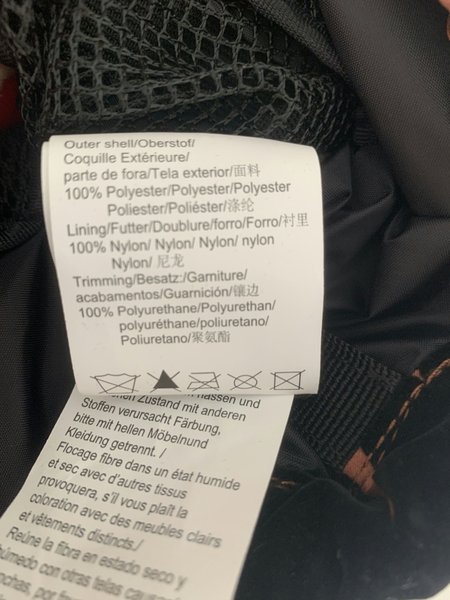 Outer shell/Oberstof/
Coquille Extérieure/
parte de fora/Tela exterior/面料
100% Polyester/Polyester/Polyester
Poliester/Poliéster/涤纶
Lining/Futter/Doublure/forro/Forro/衬里
100% Nylon/ Nylon/ Nylon/ nylon
Nylon/ 尼龙
Trimming/Besatz:/Garniture/
acabamentos/Guarnición/镶边
100% Polyurethane/Polyurethan/
polyuréthane/poliuretano/
Poliuretano/聚氨酯
Zustand mit anderen
Stoffen verursacht Färbung,
bitte mit hellen Möbelnund
Kleidung getrennt. /
Flocage fibre dans un état humide
et sec avec d'autres tissus
provoquera, s'il vous plaît la
coloration avec des meubles clairs
et vêtements distincts./
Reúne la fibra en estado seco y
húmedo con otras telas